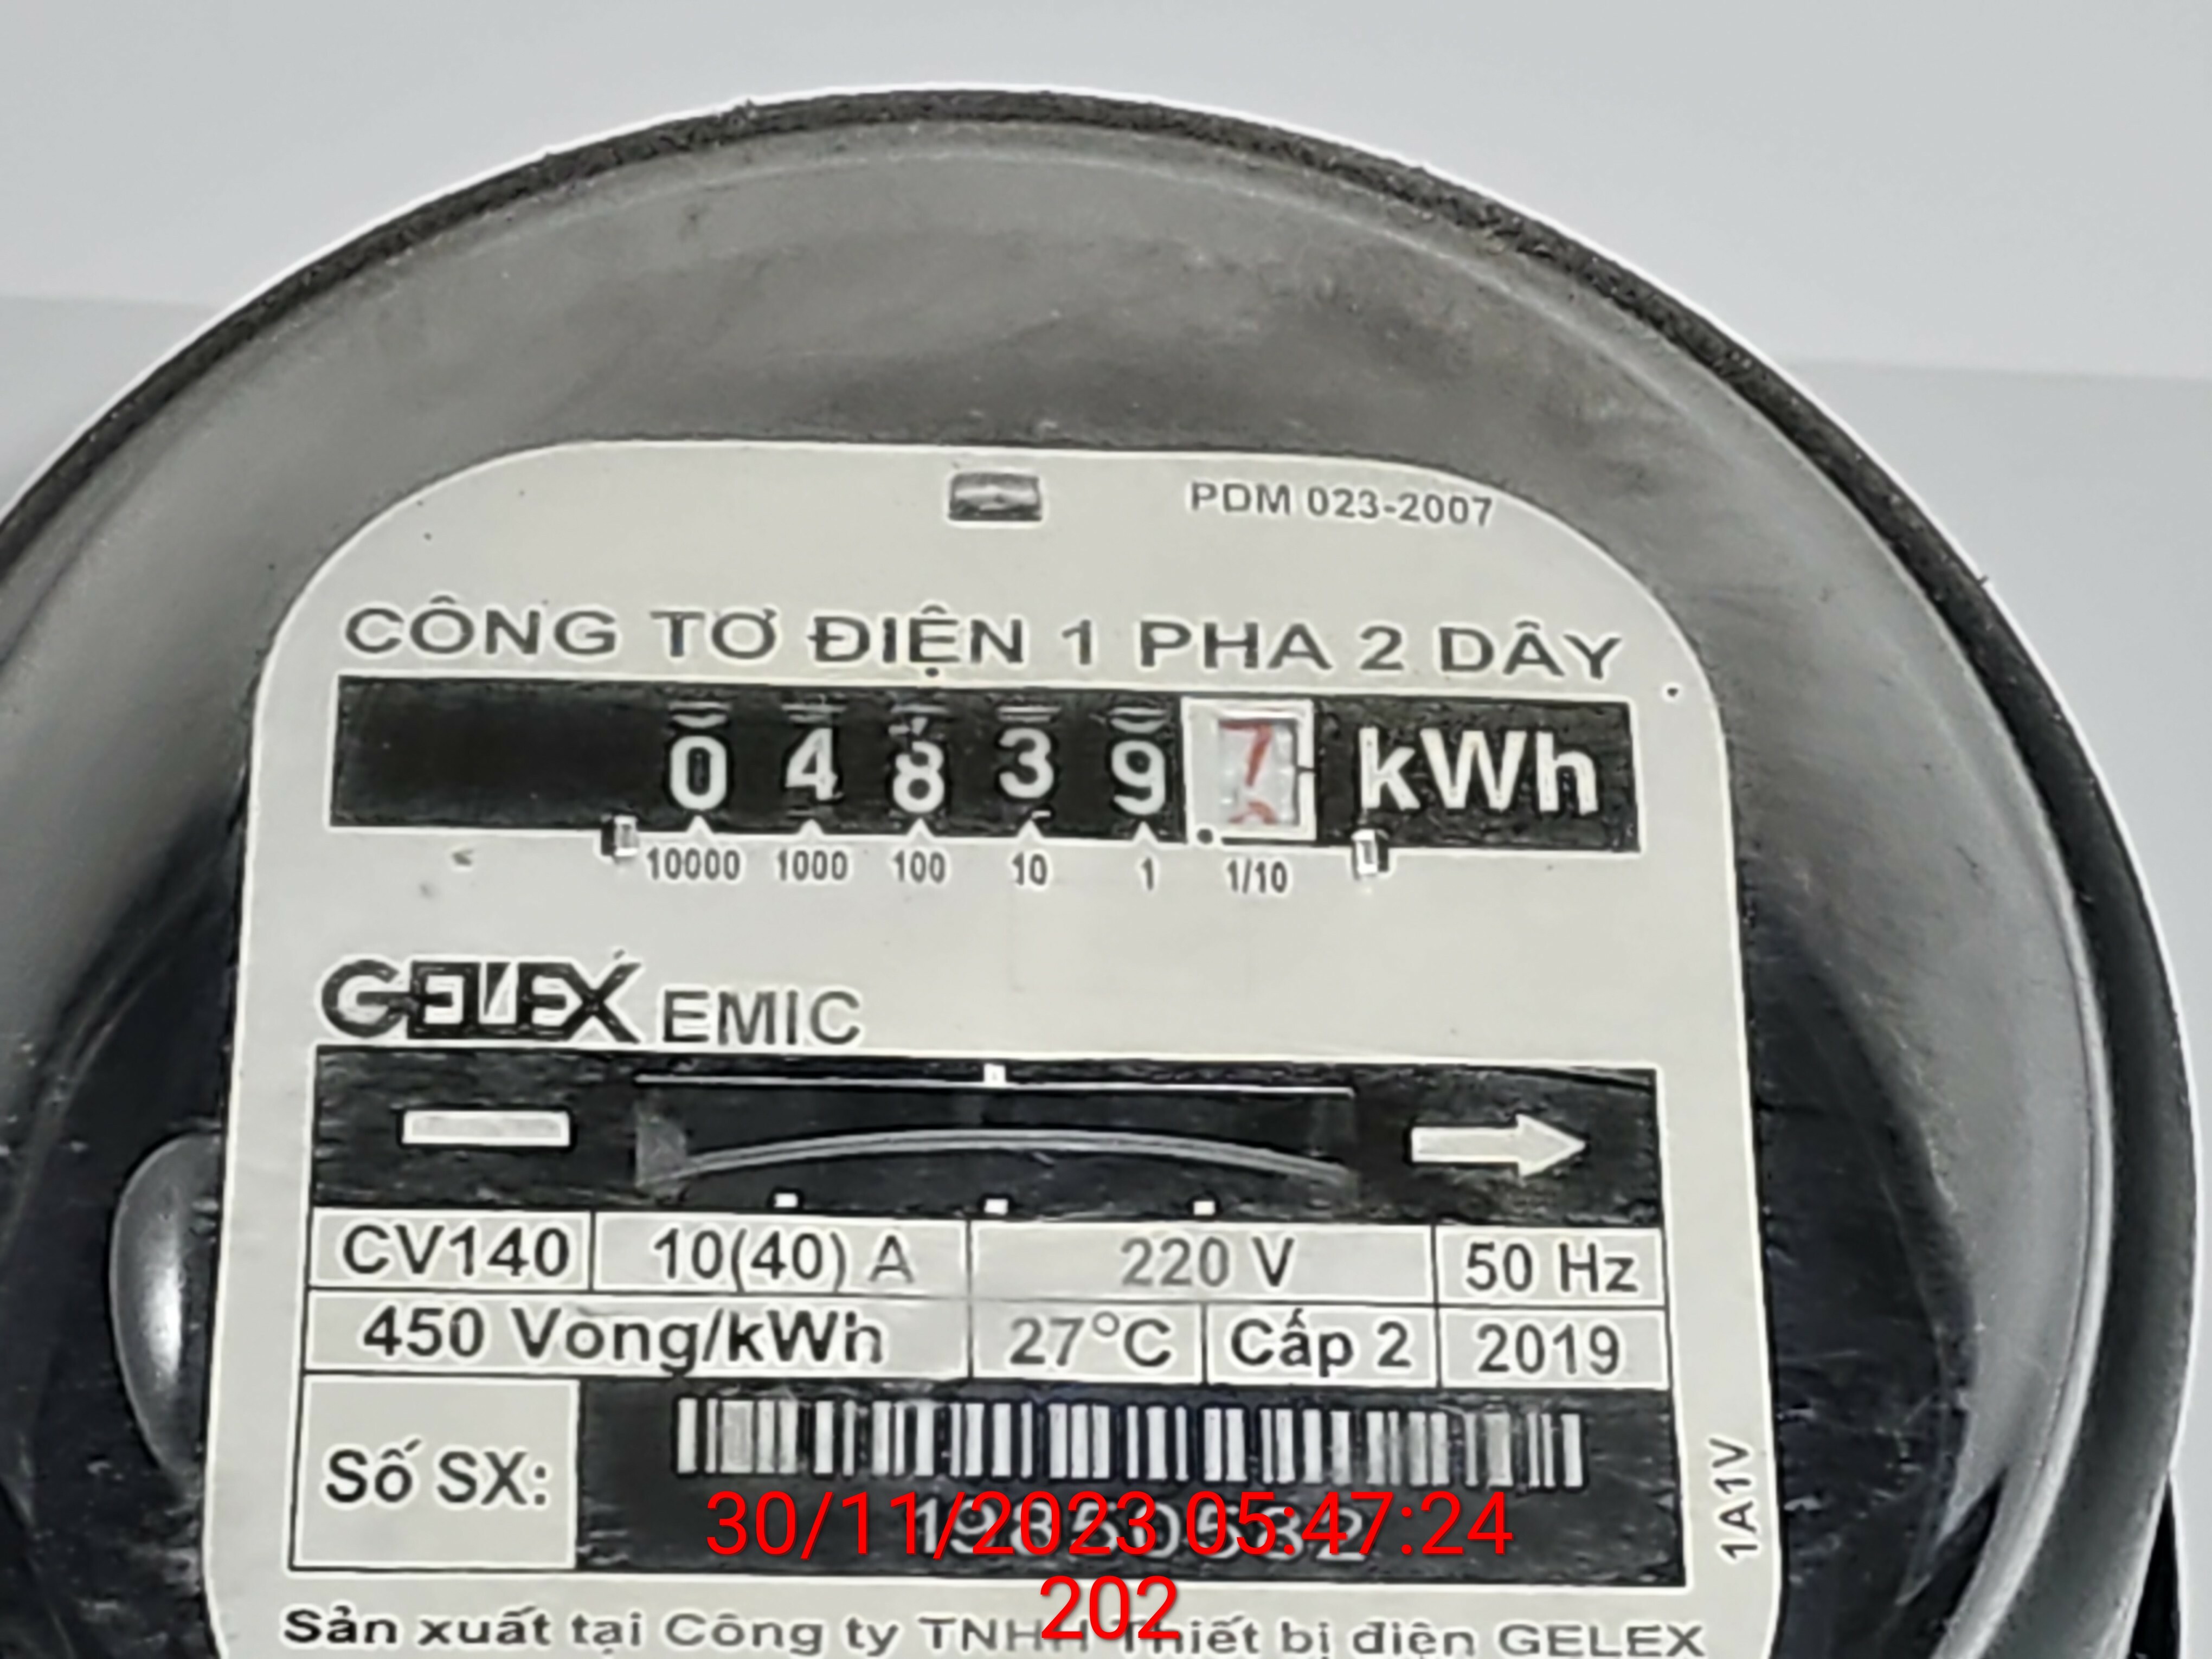 PDM 023-2007
CÔNG TƠ ĐIỆN 1 PHA 2 DÂY
0 4 8 3 9 7 kWh
10000 1000 100 10 1 1/10
GELEX EMIC
CV140 10(40) A 220 V 50 Hz
450 Vòng/kWh 27°C Cấp 2 2019
Số SX:
1A1V
30/11/2023 05:47:24
202
Sản xuất tại Công ty TNHH Thiết bị điện GELEX